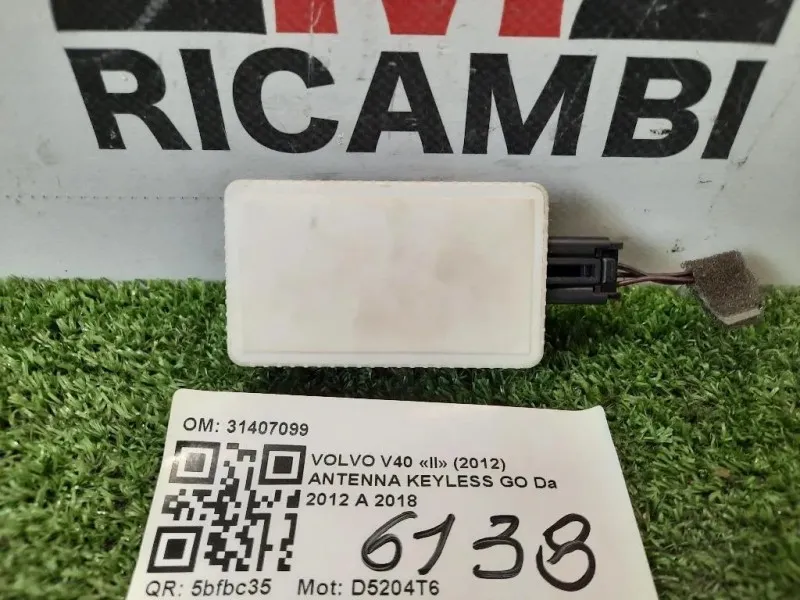 M
RICAMBI
OM: 31407099
VOLVO V40 «II» (2012)
ANTENNA KEYLESS GO Da
2012 A 2018
6138
QR: 5bfbc35 Mot: D5204T6